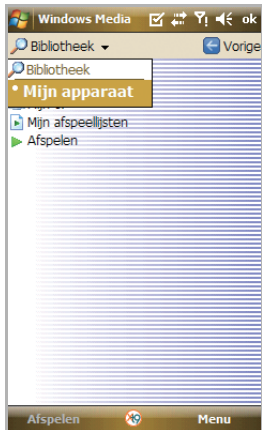 Windows Media ok
Bibliotheek Vorige
Bibliotheek
• Mijn apparaat
Mijn afspeellijsten
Afspelen
Afspelen Menu